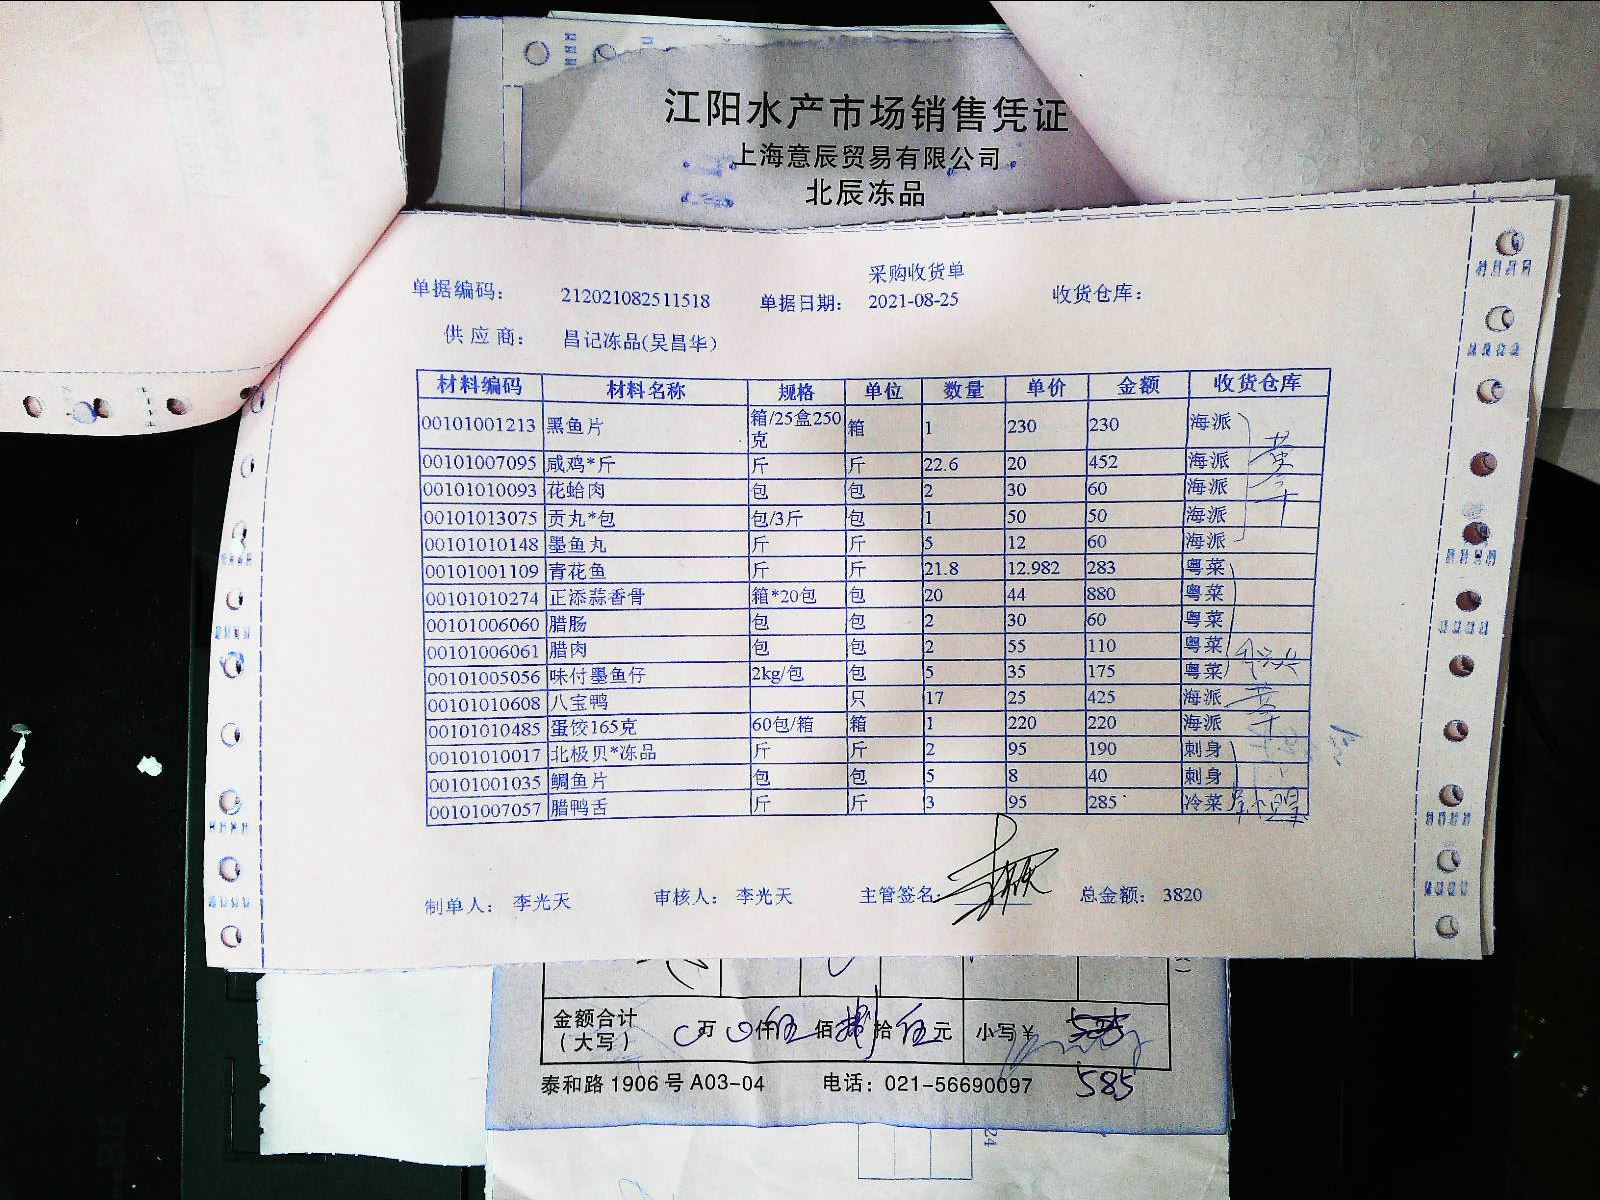 江阳水产市场销售凭证
上海意辰贸易有限公司
北辰冻品
采购收货单
单据编码： 212021082511518 单据日期： 2021-08-25 收货仓库：
供 应 商： 昌记冻品(吴昌华)
材料编码 材料名称 规格 单位 数量 单价 金额 收货仓库
00101001213 黑鱼片 箱/25盒250克 箱 1 230 230 海派
00101007095 咸鸡*斤 斤 斤 22.6 20 452 海派
00101010093 花蛤肉 包 包 2 30 60 海派
00101013075 贡丸*包 包/3斤 包 1 50 50 海派
00101010148 墨鱼丸 斤 斤 5 12 60 海派
00101001109 青花鱼 斤 斤 21.8 12.982 283 粤菜
00101010274 正添蒜香骨 箱*20包 包 20 44 880 粤菜
00101006060 腊肠 包 包 2 30 60 粤菜
00101006061 腊肉 包 包 2 55 110 粤菜
00101005056 味付墨鱼仔 2kg/包 包 5 35 175 粤菜
00101010608 八宝鸭 只 17 25 425 海派
00101010485 蛋饺165克 60包/箱 箱 1 220 220 海派
00101010017 北极贝*冻品 斤 斤 2 95 190 刺身
00101001035 鲷鱼片 包 包 5 8 40 刺身
00101007057 腊鸭舌 斤 斤 3 95 285 冷菜
制单人： 李光天 审核人： 李光天 主管签名： 总金额： 3820
金额合计 万 仟伍 佰捌 拾 伍元 小写￥
（大写）
585
泰和路1906号A03-04 电话：021-56690097